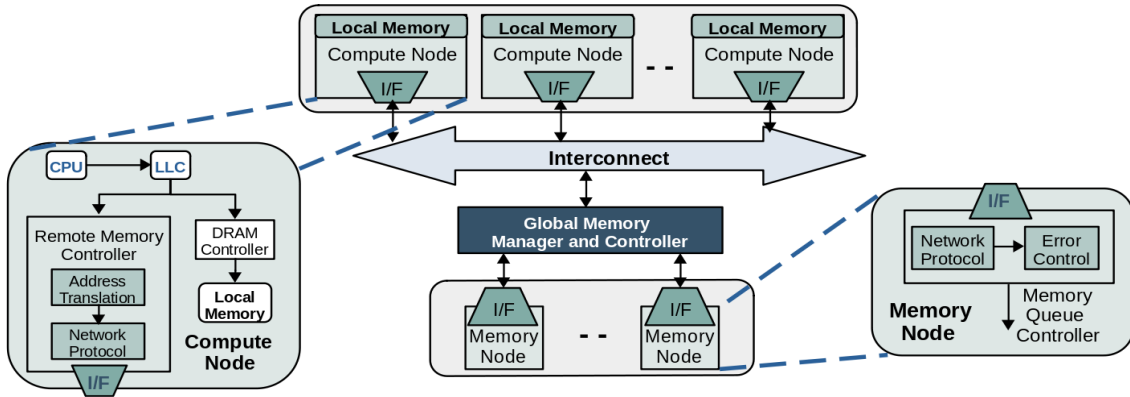 Local Memory
Compute Node
I/F
Local Memory
Compute Node
I/F
- -
Local Memory
Compute Node
I/F
Interconnect
Global Memory
Manager and Controller
I/F
Memory
Node
- -
I/F
Memory
Node
CPU
LLC
Remote Memory
Controller
Address
Translation
Network
Protocol
I/F
DRAM
Controller
Local
Memory
Compute
Node
I/F
Network
Protocol
Error
Control
Memory
Node
Memory
Queue
Controller